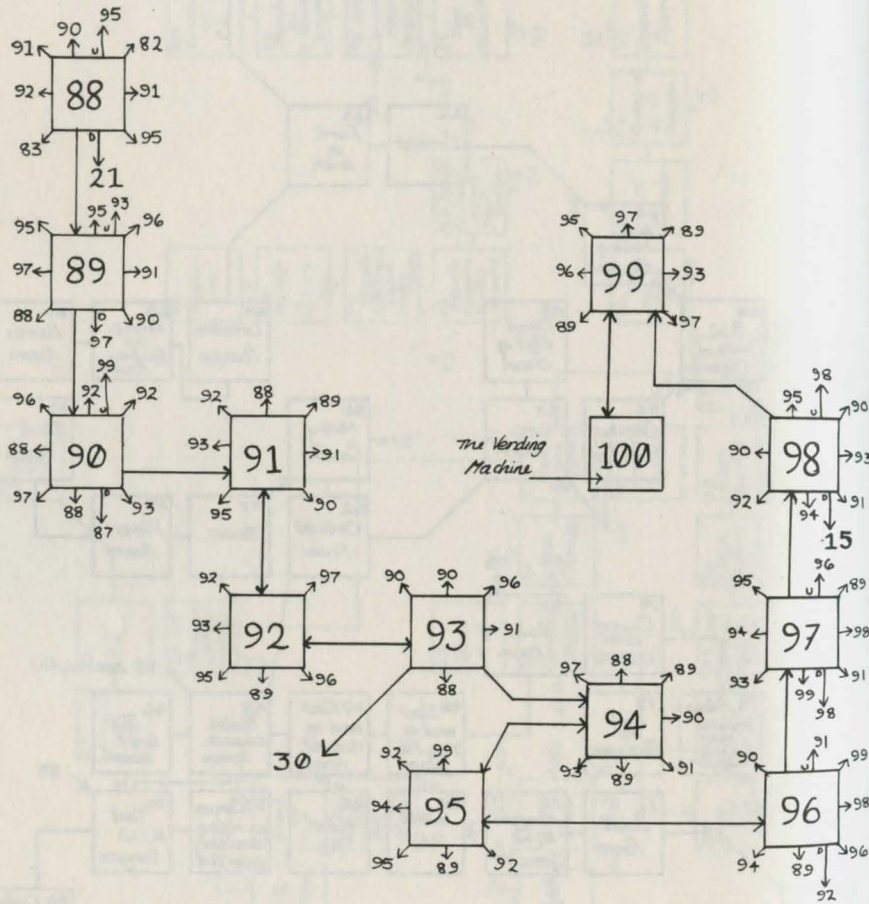 95
90
91 U 82
92 88 91
83 D 95
21
93
95 95 U 96
97 89 91
88 D 90
97
99
96 92 92
U
88 90
97 D 93
88
87
92 88 89
93 91 91
95 90
97
95 89
96 99 93
89 97
The Vending
Machine
100
98
95 90
U
90 98 93
92 94 D 91
15
96
95 U 89
94 97 98
93 D 91
99
98
92 97
93 92
95 89 96
90 90 96
93 91
88
30
97 88 89
94 90
93 89 91
92 99
94 95
95 89 92
91
90 U 99
96 98
94 89 D 96
92